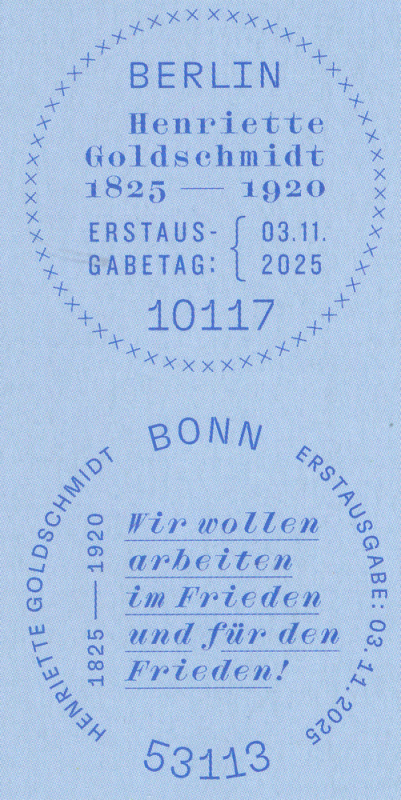 BERLIN
Henriette
Goldschmidt
1825 — 1920
ERSTAUS- { 03.11.
GABETAG: 2025
10117
BONN
HENRIETTE GOLDSCHMIDT
1825 — 1920
Wir wollen
arbeiten
im Frieden
und für den
Frieden!
ERSTAUSGABE: 03.11.2025
53113